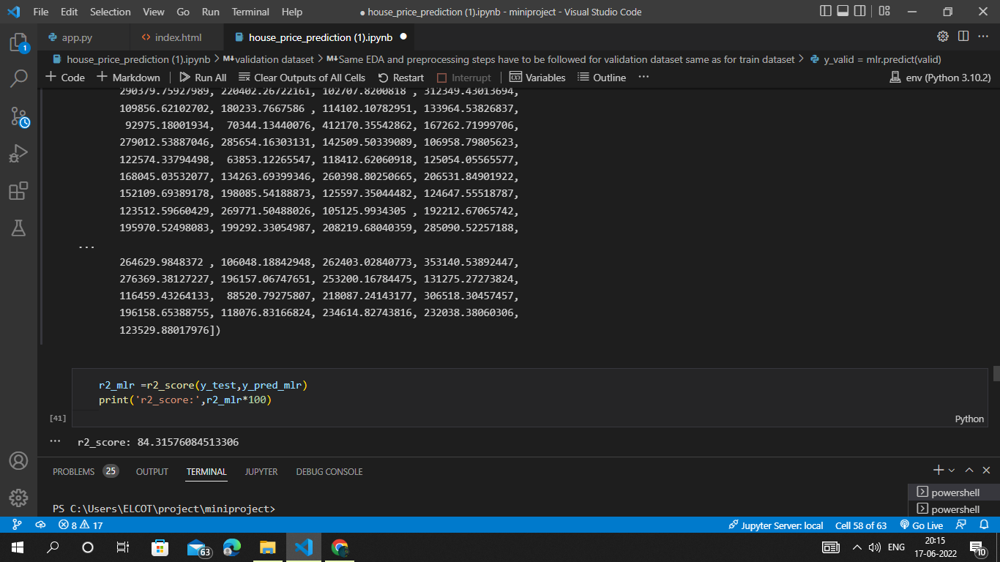 File Edit Selection View Go Run Terminal Help
● house_price_prediction (1).ipynb - miniproject - Visual Studio Code
app.py
<> index.html
house_price_prediction (1).ipynb ●
house_price_prediction (1).ipynb > M↓validation dataset > M↓Same EDA and preprocessing steps have to be followed for validation dataset same as for train dataset > y_valid = mlr.predict(valid)
+ Code + Markdown Run All Clear Outputs of All Cells Restart Interrupt Variables Outline ...
env (Python 3.10.2)
290379.75927989, 220402.26722161, 102707.8200818 , 312349.43013694,
109856.62102702, 180233.7667586 , 114102.10782951, 133964.53826837,
92975.18001934, 70344.13440076, 412170.35542862, 167262.71999706,
279012.53887046, 285654.16303131, 142509.50339089, 106958.79805623,
122574.33794498, 63853.12265547, 118412.62060918, 125054.05565577,
168045.03532077, 134263.69399346, 260398.80250665, 206531.84901922,
152109.69389178, 198085.54188873, 125597.35044482, 124647.55518787,
123512.59660429, 269771.50488026, 105125.9934305 , 192212.67065742,
195970.52498083, 199292.33054987, 208219.68040359, 285090.52257188,
...
264629.9848372 , 106048.18842948, 262403.02840773, 353140.53892447,
276369.38127227, 196157.06747651, 253200.16784475, 131275.27273824,
116459.43264133, 88520.79275807, 218087.24143177, 306518.30457457,
196158.65388755, 118076.83166824, 234614.82743816, 232038.38060306,
123529.88017976])
r2_mlr =r2_score(y_test,y_pred_mlr)
print('r2_score:',r2_mlr*100)
[41]
Python
... r2_score: 84.31576084513306
PROBLEMS 25 OUTPUT TERMINAL JUPYTER DEBUG CONSOLE
powershell
PS C:\Users\ELCOT\project\miniproject>
powershell
8 17
Jupyter Server: local Cell 58 of 63 Go Live
1
63
ENG
20:15
17-06-2022
10